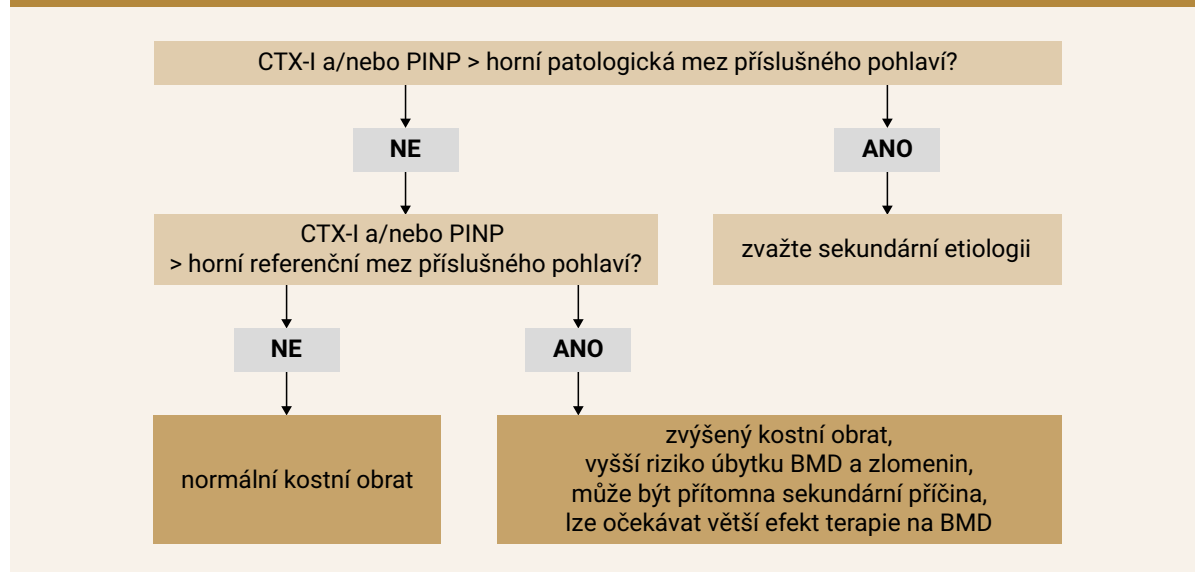 CTX-I a/nebo PINP > horní patologická mez příslušného pohlaví?
NE
ANO
CTX-I a/nebo PINP
> horní referenční mez příslušného pohlaví?
zvažte sekundární etiologii
NE
ANO
normální kostní obrat
zvýšený kostní obrat,
vyšší riziko úbytku BMD a zlomenin,
může být přítomna sekundární příčina,
lze očekávat větší efekt terapie na BMD